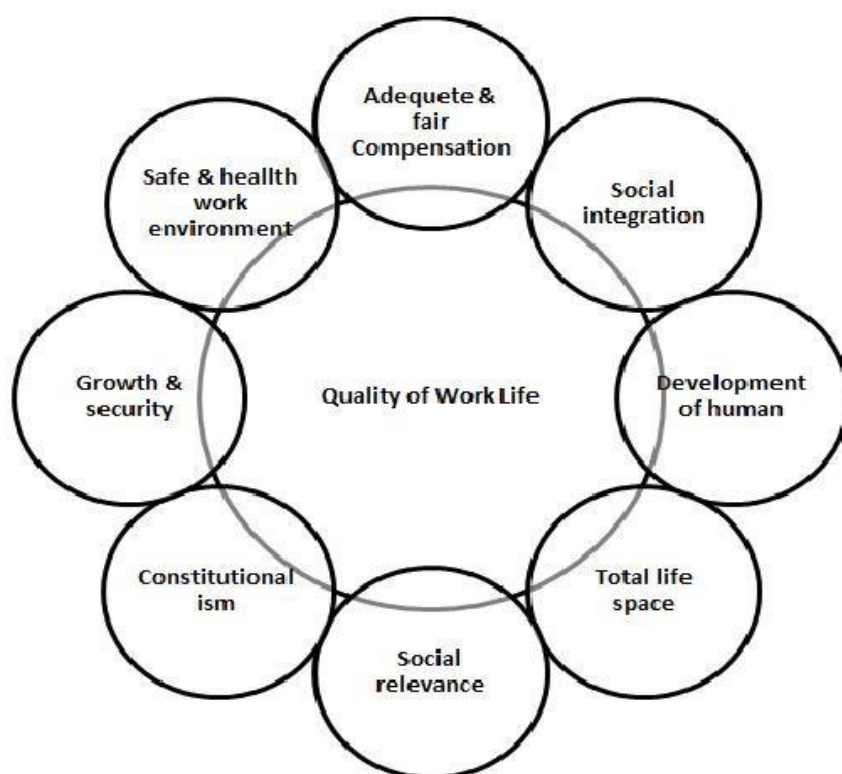 Adequete &
fair
Compensation
Safe & heallth
work
environment
Social
integration
Growth &
security
Quality of Work Life
Development
of human
Constitutional
ism
Total life
space
Social
relevance